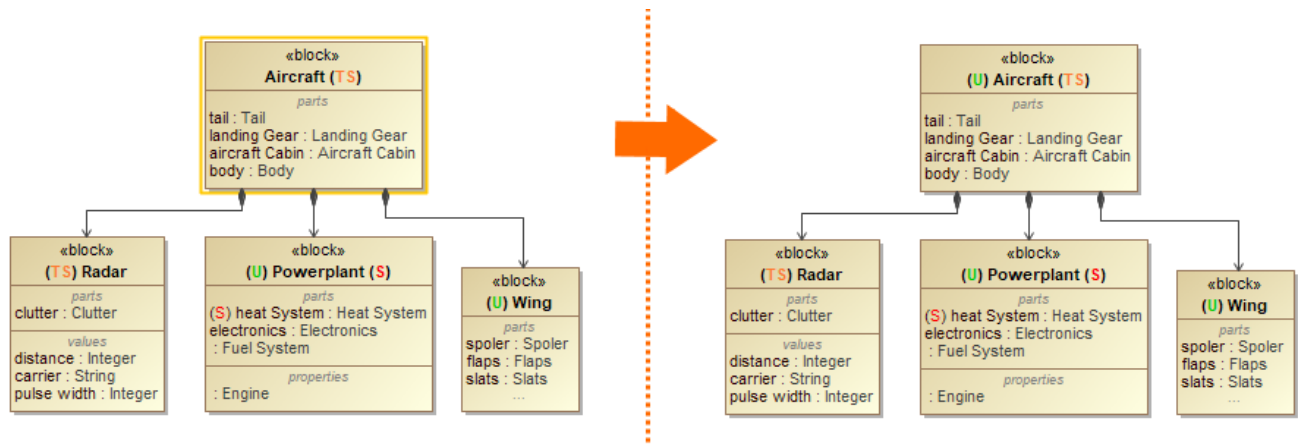 «block»
Aircraft (TS)
parts
tail : Tail
landing Gear : Landing Gear
aircraft Cabin : Aircraft Cabin
body : Body
«block»
(TS) Radar
parts
clutter : Clutter
values
distance : Integer
carrier : String
pulse width : Integer
«block»
(U) Powerplant (S)
parts
(S) heat System : Heat System
electronics : Electronics
: Fuel System
properties
: Engine
«block»
(U) Wing
parts
spoler : Spoler
flaps : Flaps
slats : Slats
...
«block»
(U) Aircraft (TS)
parts
tail : Tail
landing Gear : Landing Gear
aircraft Cabin : Aircraft Cabin
body : Body
«block»
(TS) Radar
parts
clutter : Clutter
values
distance : Integer
carrier : String
pulse width : Integer
«block»
(U) Powerplant (S)
parts
(S) heat System : Heat System
electronics : Electronics
: Fuel System
properties
: Engine
«block»
(U) Wing
parts
spoler : Spoler
flaps : Flaps
slats : Slats
...